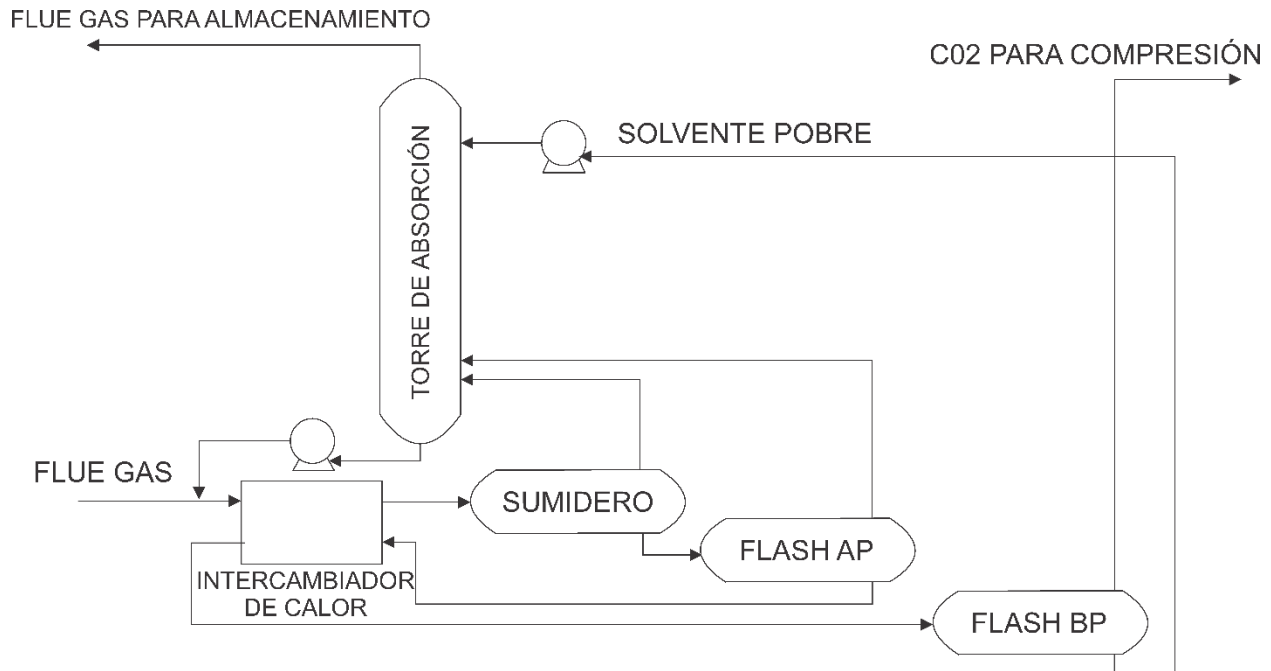 FLUE GAS PARA ALMACENAMIENTO
C02 PARA COMPRESIÓN
SOLVENTE POBRE
TORRE DE ABSORCIÓN
FLUE GAS
SUMIDERO
FLASH AP
INTERCAMBIADOR
DE CALOR
FLASH BP